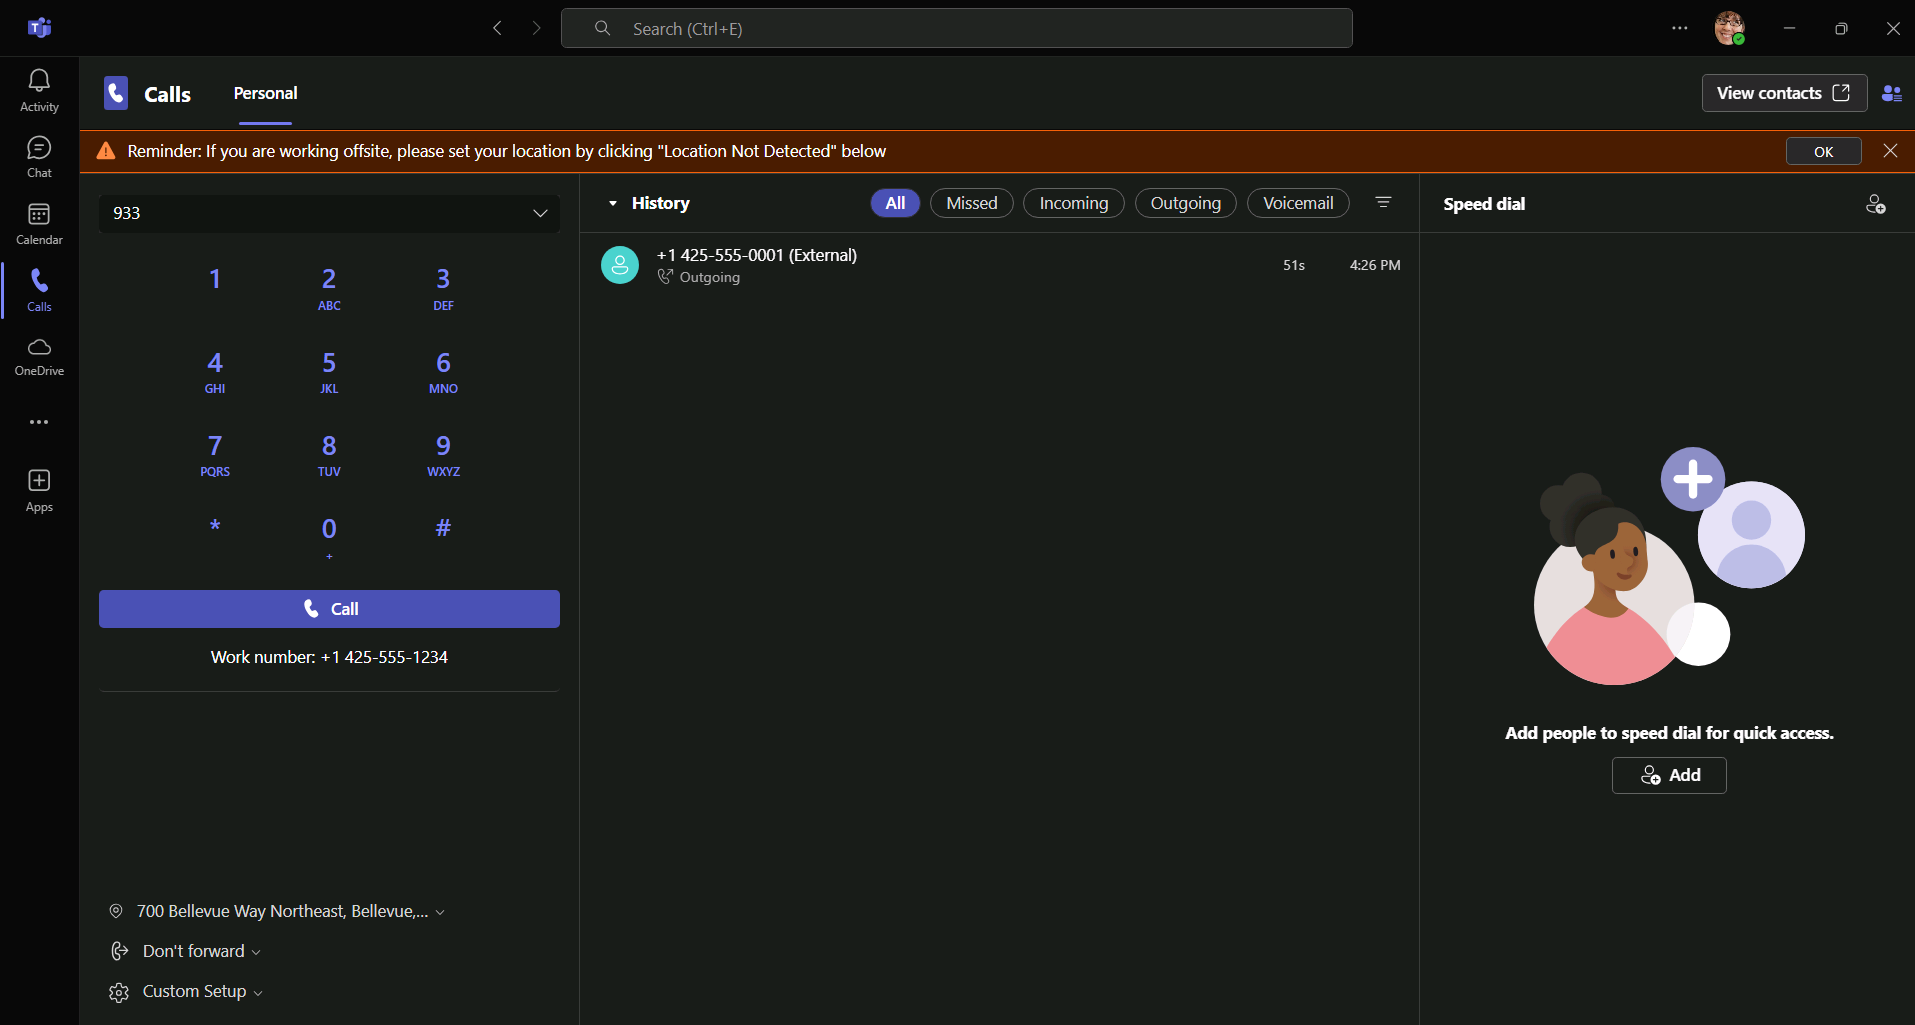 Search (Ctrl+E)
Activity
Chat
Calendar
Calls
OneDrive
Apps
Calls
Personal
View contacts
Reminder: If you are working offsite, please set your location by clicking "Location Not Detected" below
OK
933
1
2
ABC
3
DEF
4
GHI
5
JKL
6
MNO
7
PQRS
8
TUV
9
WXYZ
*
0
+
#
Call
Work number: +1 425-555-1234
700 Bellevue Way Northeast, Bellevue,...
Don't forward
Custom Setup
History
All
Missed
Incoming
Outgoing
Voicemail
+1 425-555-0001 (External)
Outgoing
51s
4:26 PM
Speed dial
Add people to speed dial for quick access.
Add